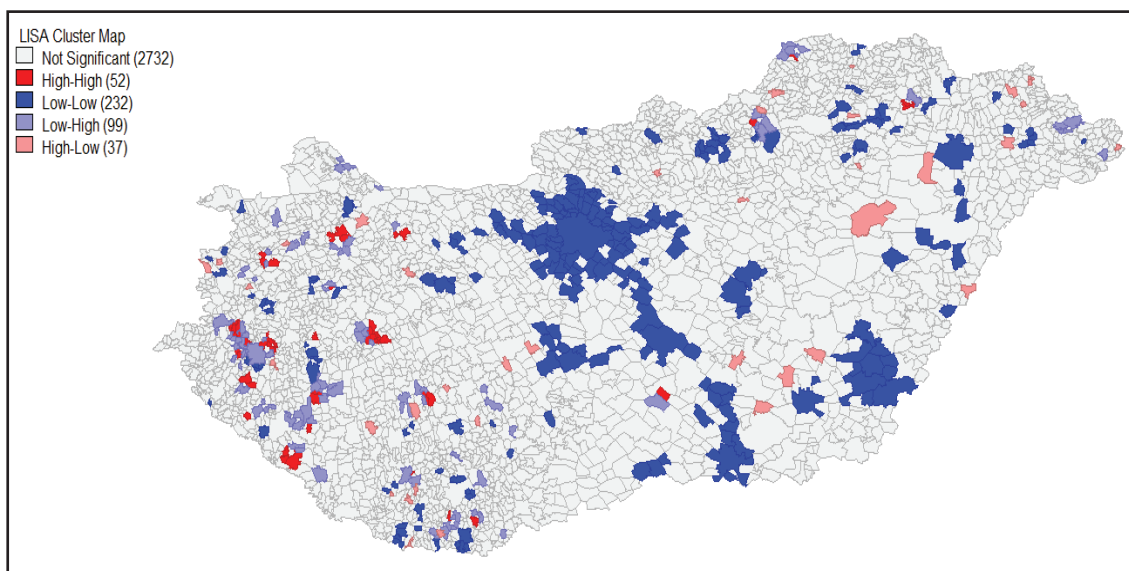 LISA Cluster Map
Not Significant (2732)
High-High (52)
Low-Low (232)
Low-High (99)
High-Low (37)